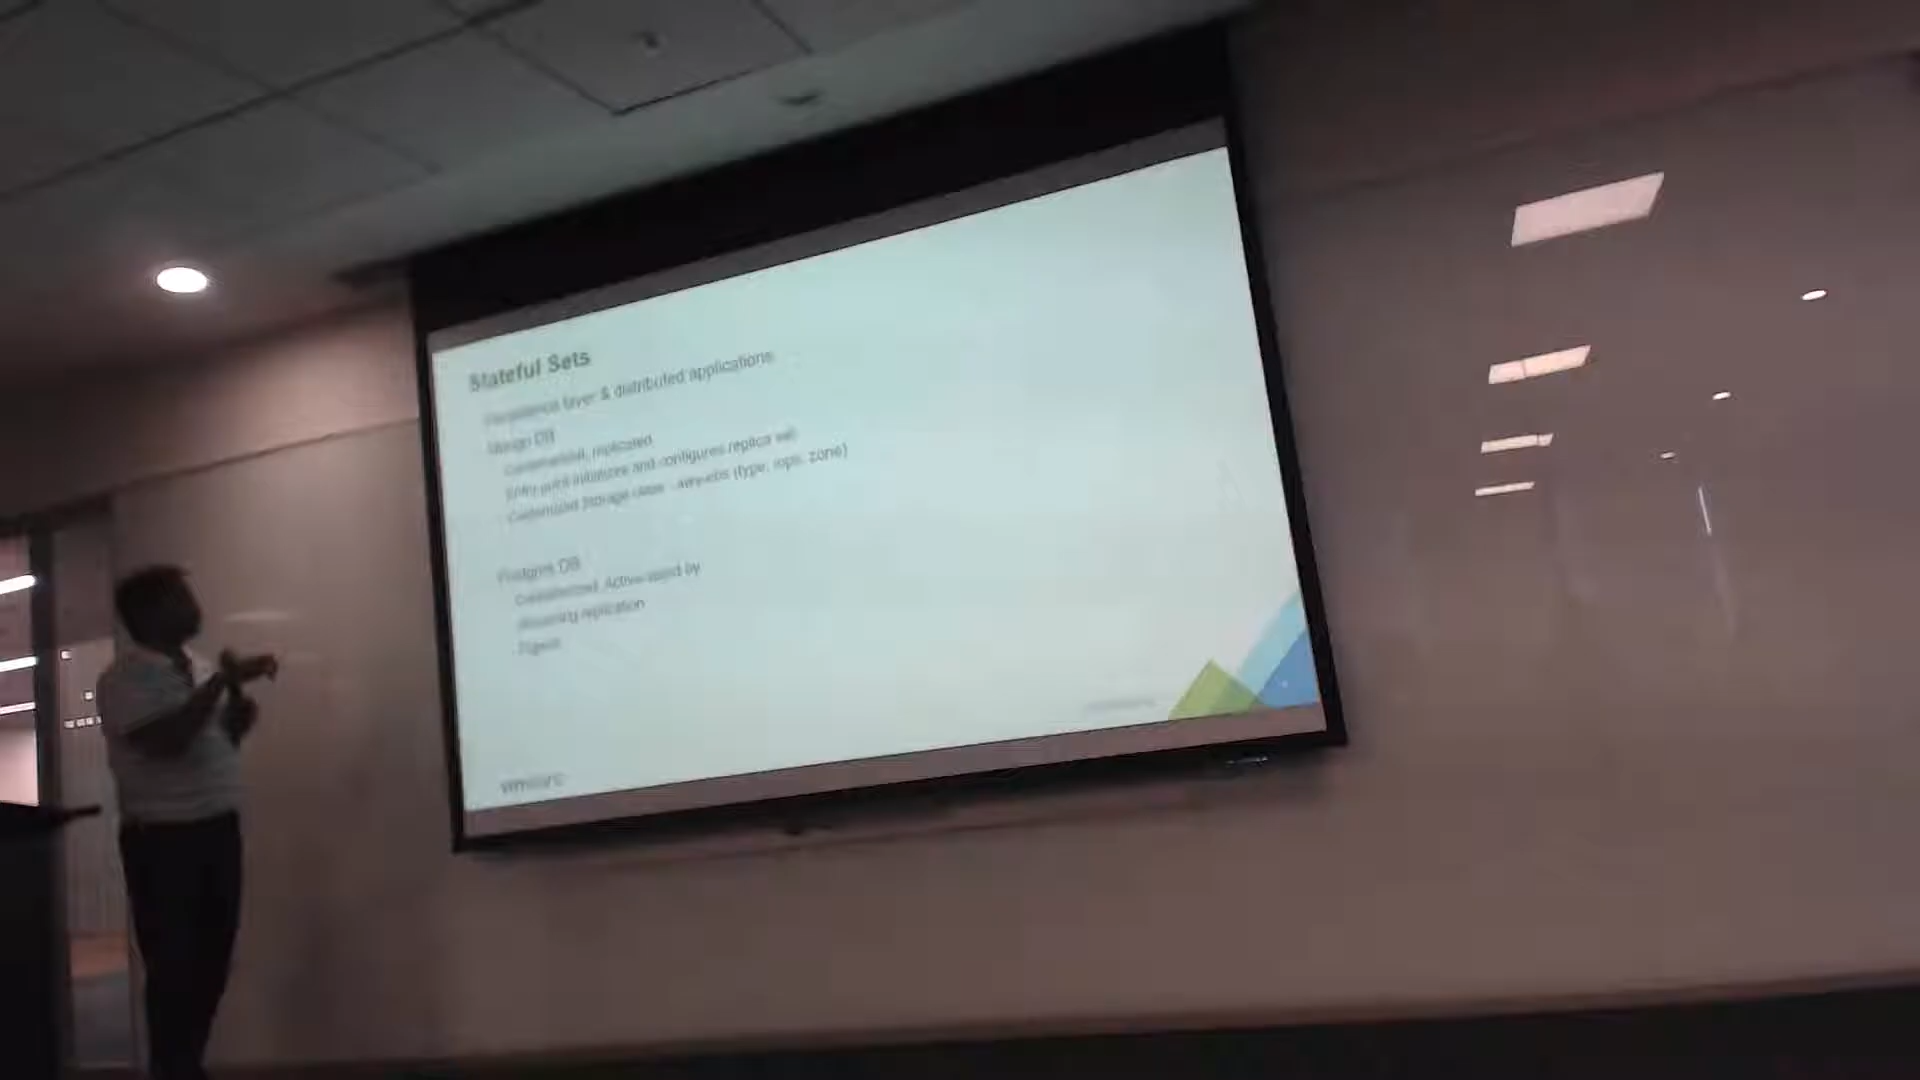 Stateful Sets
Persistence layer & distributed applications
Mongo DB
Containerized, replicated
Entry point initializes and configures replica set
Customized Storage class - aws-ebs (type, iops, zone)
Postgres DB
Containerized, Active
by
streaming replication
vmware